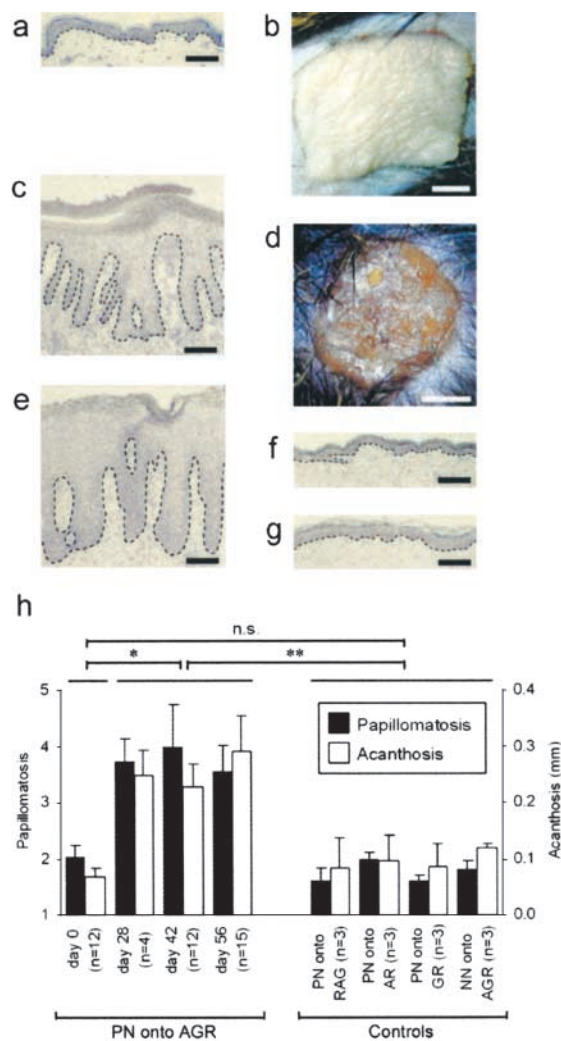 a
b
c
d
e
f
g
h
n.s.
*
**
5
4
3
2
1
Papillomatosis
0.4
0.3
0.2
0.1
0.0
Acanthosis (mm)
Papillomatosis
Acanthosis
day 0
(n=12)
day 28
(n=4)
day 42
(n=12)
day 56
(n=15)
PN onto
RAG (n=3)
PN onto
AR (n=3)
PN onto
GR (n=3)
NN onto
AGR (n=3)
PN onto AGR
Controls